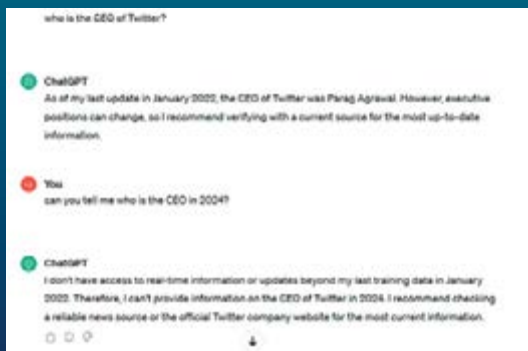 who is the CEO of Twitter?
ChatGPT
As of my last update in January 2022, the CEO of Twitter was Parag Agrawal. However, executive
positions can change, so I recommend verifying with a current source for the most up-to-date
information.
You
can you tell me who is the CEO in 2024?
ChatGPT
I don't have access to real-time information or updates beyond my last training data in January
2022. Therefore, I can't provide information on the CEO of Twitter in 2024. I recommend checking
a reliable news source or the official Twitter company website for the most current information.